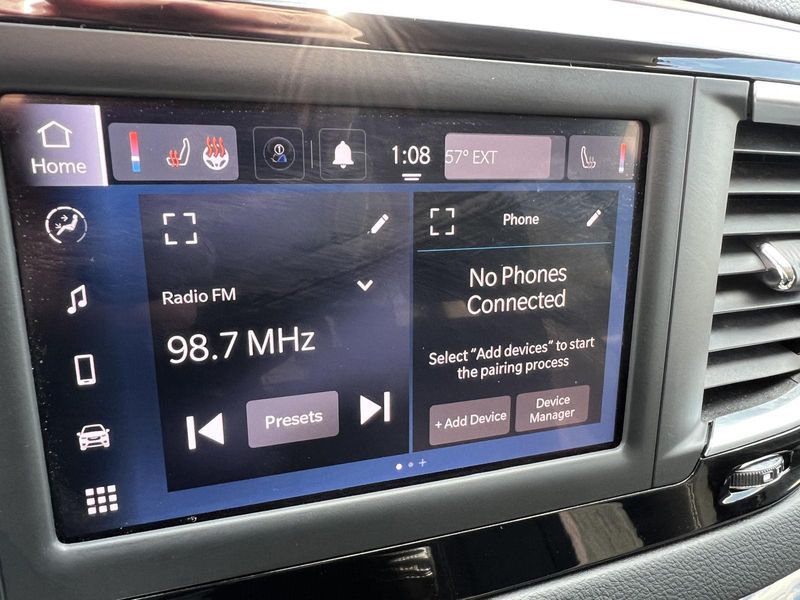 Home
1:08
57° EXT
Radio FM
98.7 MHz
Presets
Phone
No Phones
Connected
Select "Add devices" to start
the pairing process
+ Add Device
Device
Manager